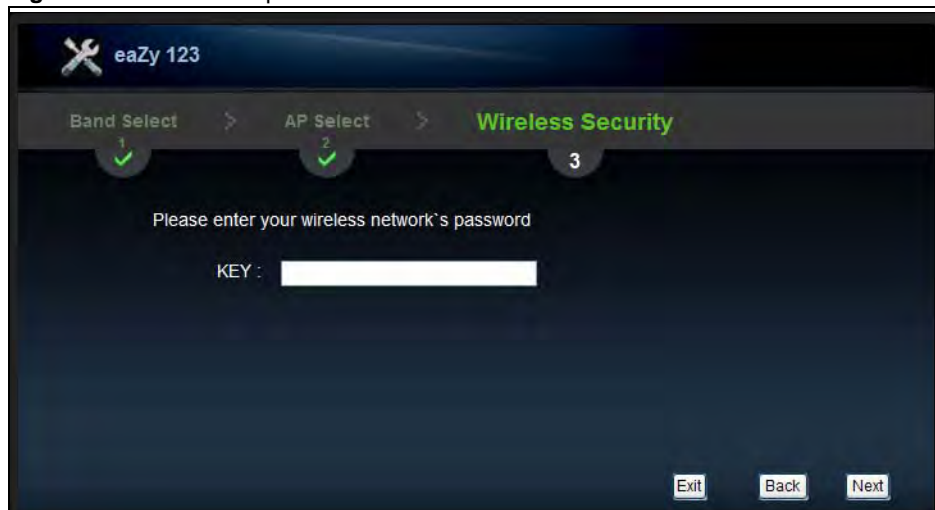 eaZy 123
Band Select > AP Select > Wireless Security
1 2 3
Please enter your wireless network`s password
KEY :
Exit Back Next